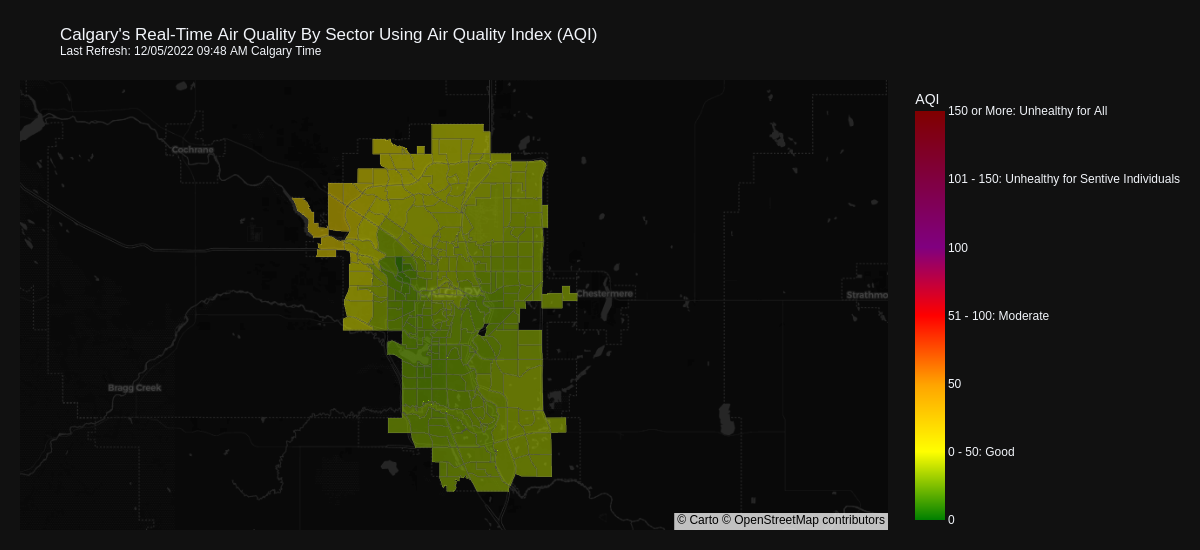 Calgary's Real-Time Air Quality By Sector Using Air Quality Index (AQI)
Last Refresh: 12/05/2022 09:48 AM Calgary Time
AQI
150 or More: Unhealthy for All
Cochrane
101 - 150: Unhealthy for Sentive Individuals
100
CALGARY
Chestermere
Strathmo
51 - 100: Moderate
Bragg Creek
50
0 - 50: Good
0
© Carto © OpenStreetMap contributors